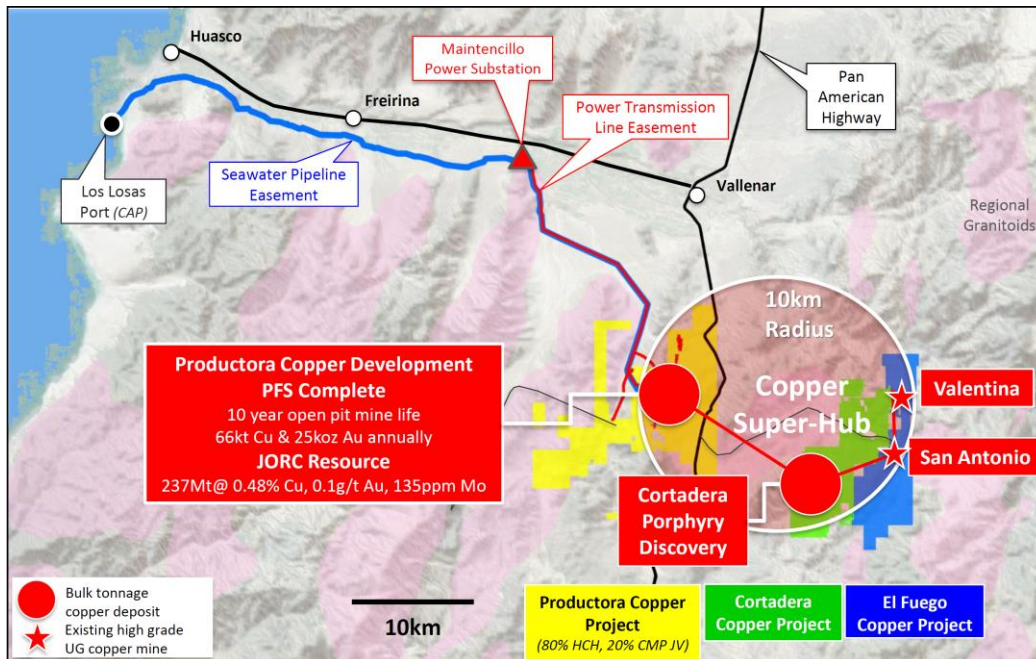 Huasco
Maintencillo
Power Substation
Pan
American
Highway
Freirina
Power Transmission
Line Easement
Los Losas
Port (CAP)
Seawater Pipeline
Easement
Vallenar
Regional
Granitoids
10km
Radius
Productora Copper Development
PFS Complete
10 year open pit mine life
66kt Cu & 25koz Au annually
JORC Resource
237Mt@ 0.48% Cu, 0.1g/t Au, 135ppm Mo
Copper
Super-Hub
Valentina
San Antonio
Cortadera
Porphyry
Discovery
Bulk tonnage
copper deposit
Existing high grade
UG copper mine
10km
Productora Copper
Project
(80% HCH, 20% CMP JV)
Cortadera
Copper Project
El Fuego
Copper Project